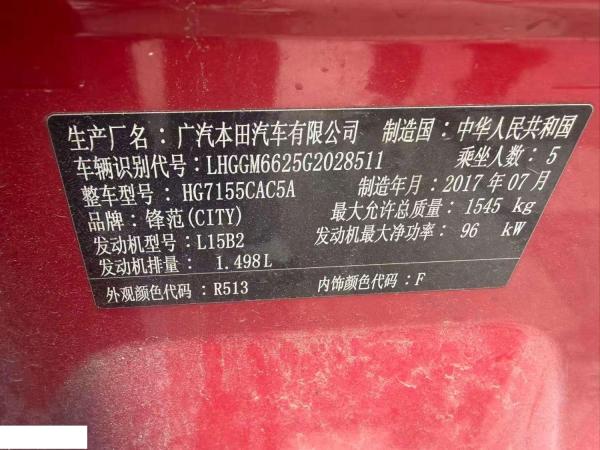 生产厂名：广汽本田汽车有限公司 制造国：中华人民共和国
车辆识别代号：LHGGM6625G2028511 乘坐人数：5
整车型号：HG7155CAC5A 制造年月：2017年07月
品牌：锋范(CITY) 最大允许总质量：1545 kg
发动机型号：L15B2 发动机最大净功率：96 kW
发动机排量：1.498L
外观颜色代码：R513 内饰颜色代码：F